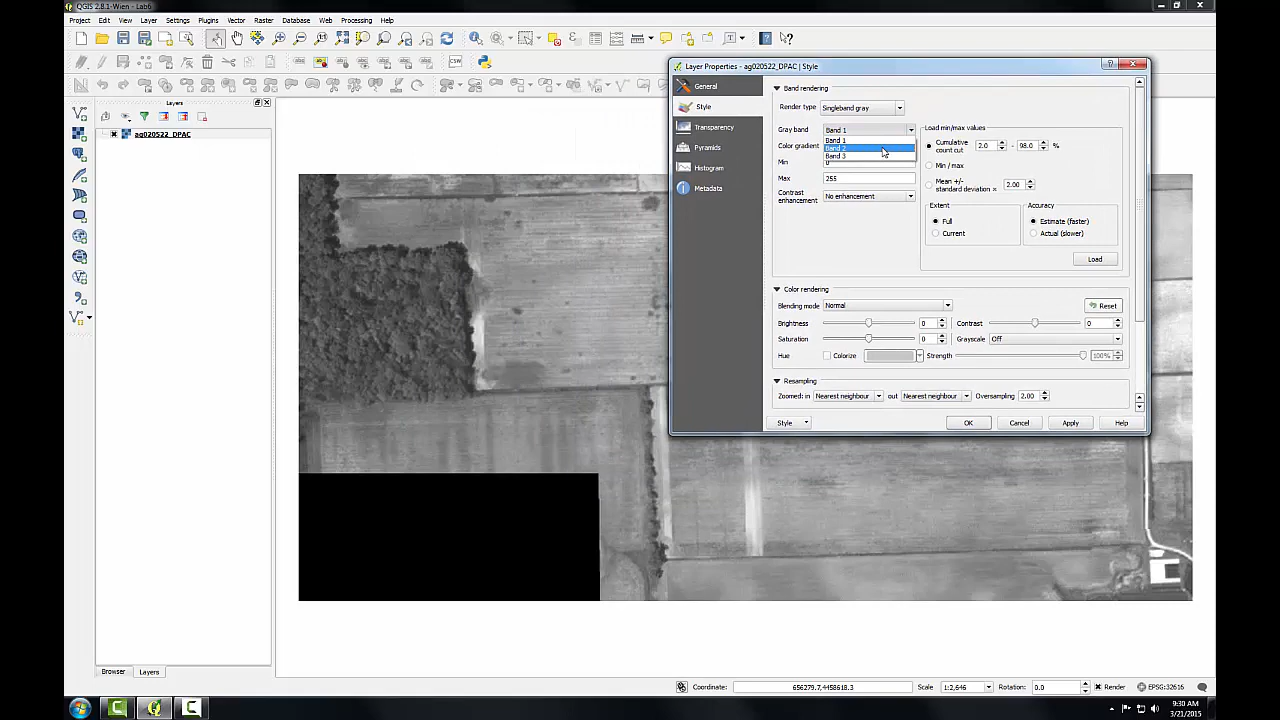 QGIS 2.8.1-Wien - Lab6
Project Edit View Layer Settings Plugins Vector Raster Database Web Processing Help
CSW
Layers
ag020522_DPAC
Browser Layers
Layer Properties - ag020522_DPAC | Style
General
Style
Transparency
Pyramids
Histogram
Metadata
Band rendering
Render type Singleband gray
Gray band Band 1
Band 1
Band 2
Band 3
Color gradient
Min 0
Max 255
Contrast enhancement No enhancement
Load min/max values
Cumulative count cut 2.0 - 98.0 %
Min / max
Mean +/- standard deviation × 2.00
Extent
Full
Current
Accuracy
Estimate (faster)
Actual (slower)
Load
Color rendering
Blending mode Normal Reset
Brightness 0 Contrast 0
Saturation 0 Grayscale Off
Hue Colorize Strength 100%
Resampling
Zoomed: in Nearest neighbour out Nearest neighbour Oversampling 2.00
Style OK Cancel Apply Help
Coordinate: 656279.7,4458618.3 Scale 1:2,646 Rotation: 0.0 Render EPSG:32616
9:30 AM
3/21/2015